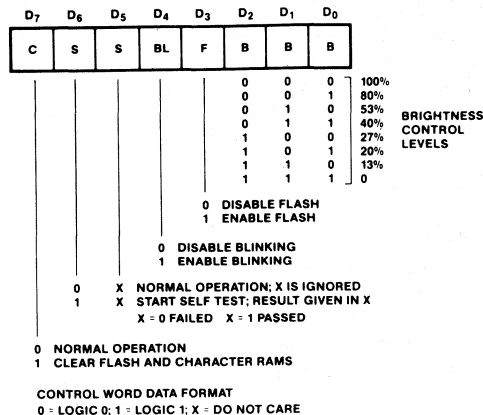 D7 D6 D5 D4 D3 D2 D1 D0
C S S BL F B B B
0 0 0 100%
0 0 1 80%
0 1 0 53%
0 1 1 40%
1 0 0 27%
1 0 1 20%
1 1 0 13%
1 1 1 0
BRIGHTNESS
CONTROL
LEVELS
0 DISABLE FLASH
1 ENABLE FLASH
0 DISABLE BLINKING
1 ENABLE BLINKING
0 X NORMAL OPERATION; X IS IGNORED
1 X START SELF TEST; RESULT GIVEN IN X
X = 0 FAILED X = 1 PASSED
0 NORMAL OPERATION
1 CLEAR FLASH AND CHARACTER RAMS
CONTROL WORD DATA FORMAT
0 = LOGIC 0; 1 = LOGIC 1; X = DO NOT CARE